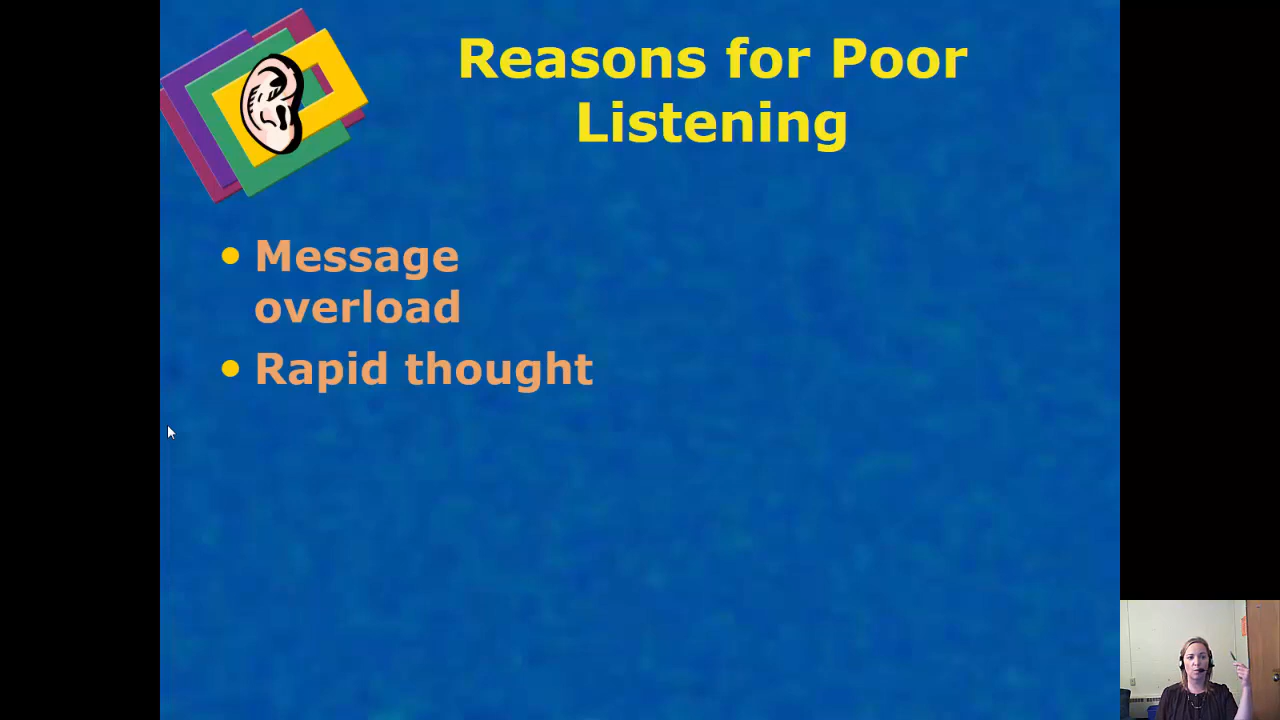 Reasons for Poor
Listening
• Message
overload
• Rapid thought